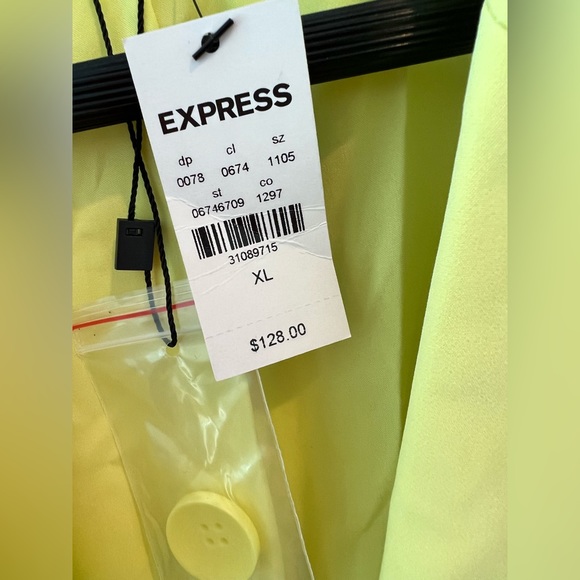 EXPRESS
dp cl sz
0078 0674 1105
st co
06746709 1297
31089715
XL
$128.00